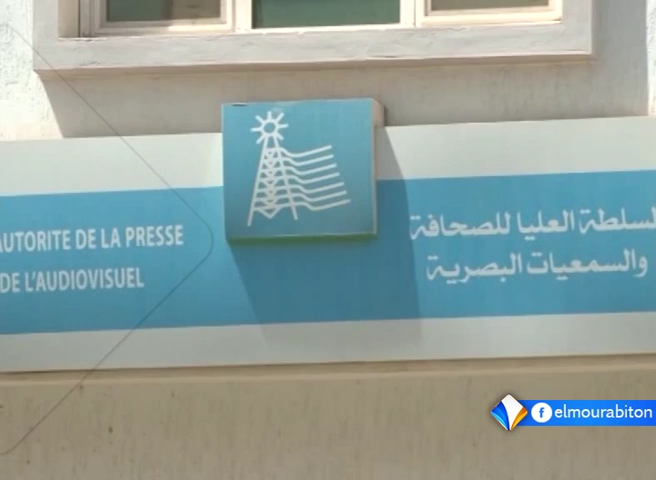 AUTORITE DE LA PRESSE
DE L'AUDIOVISUEL
السلطة العليا للصحافة
والسمعيات البصرية
elmourabiton